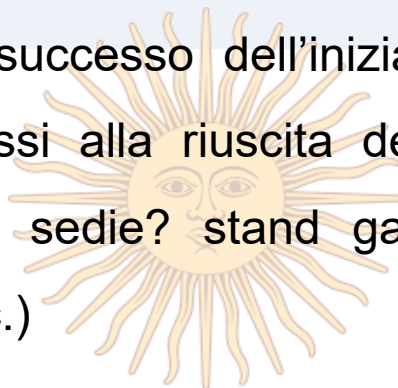 successo dell’inizia
ssi alla riuscita de
sedie? stand ga
.)